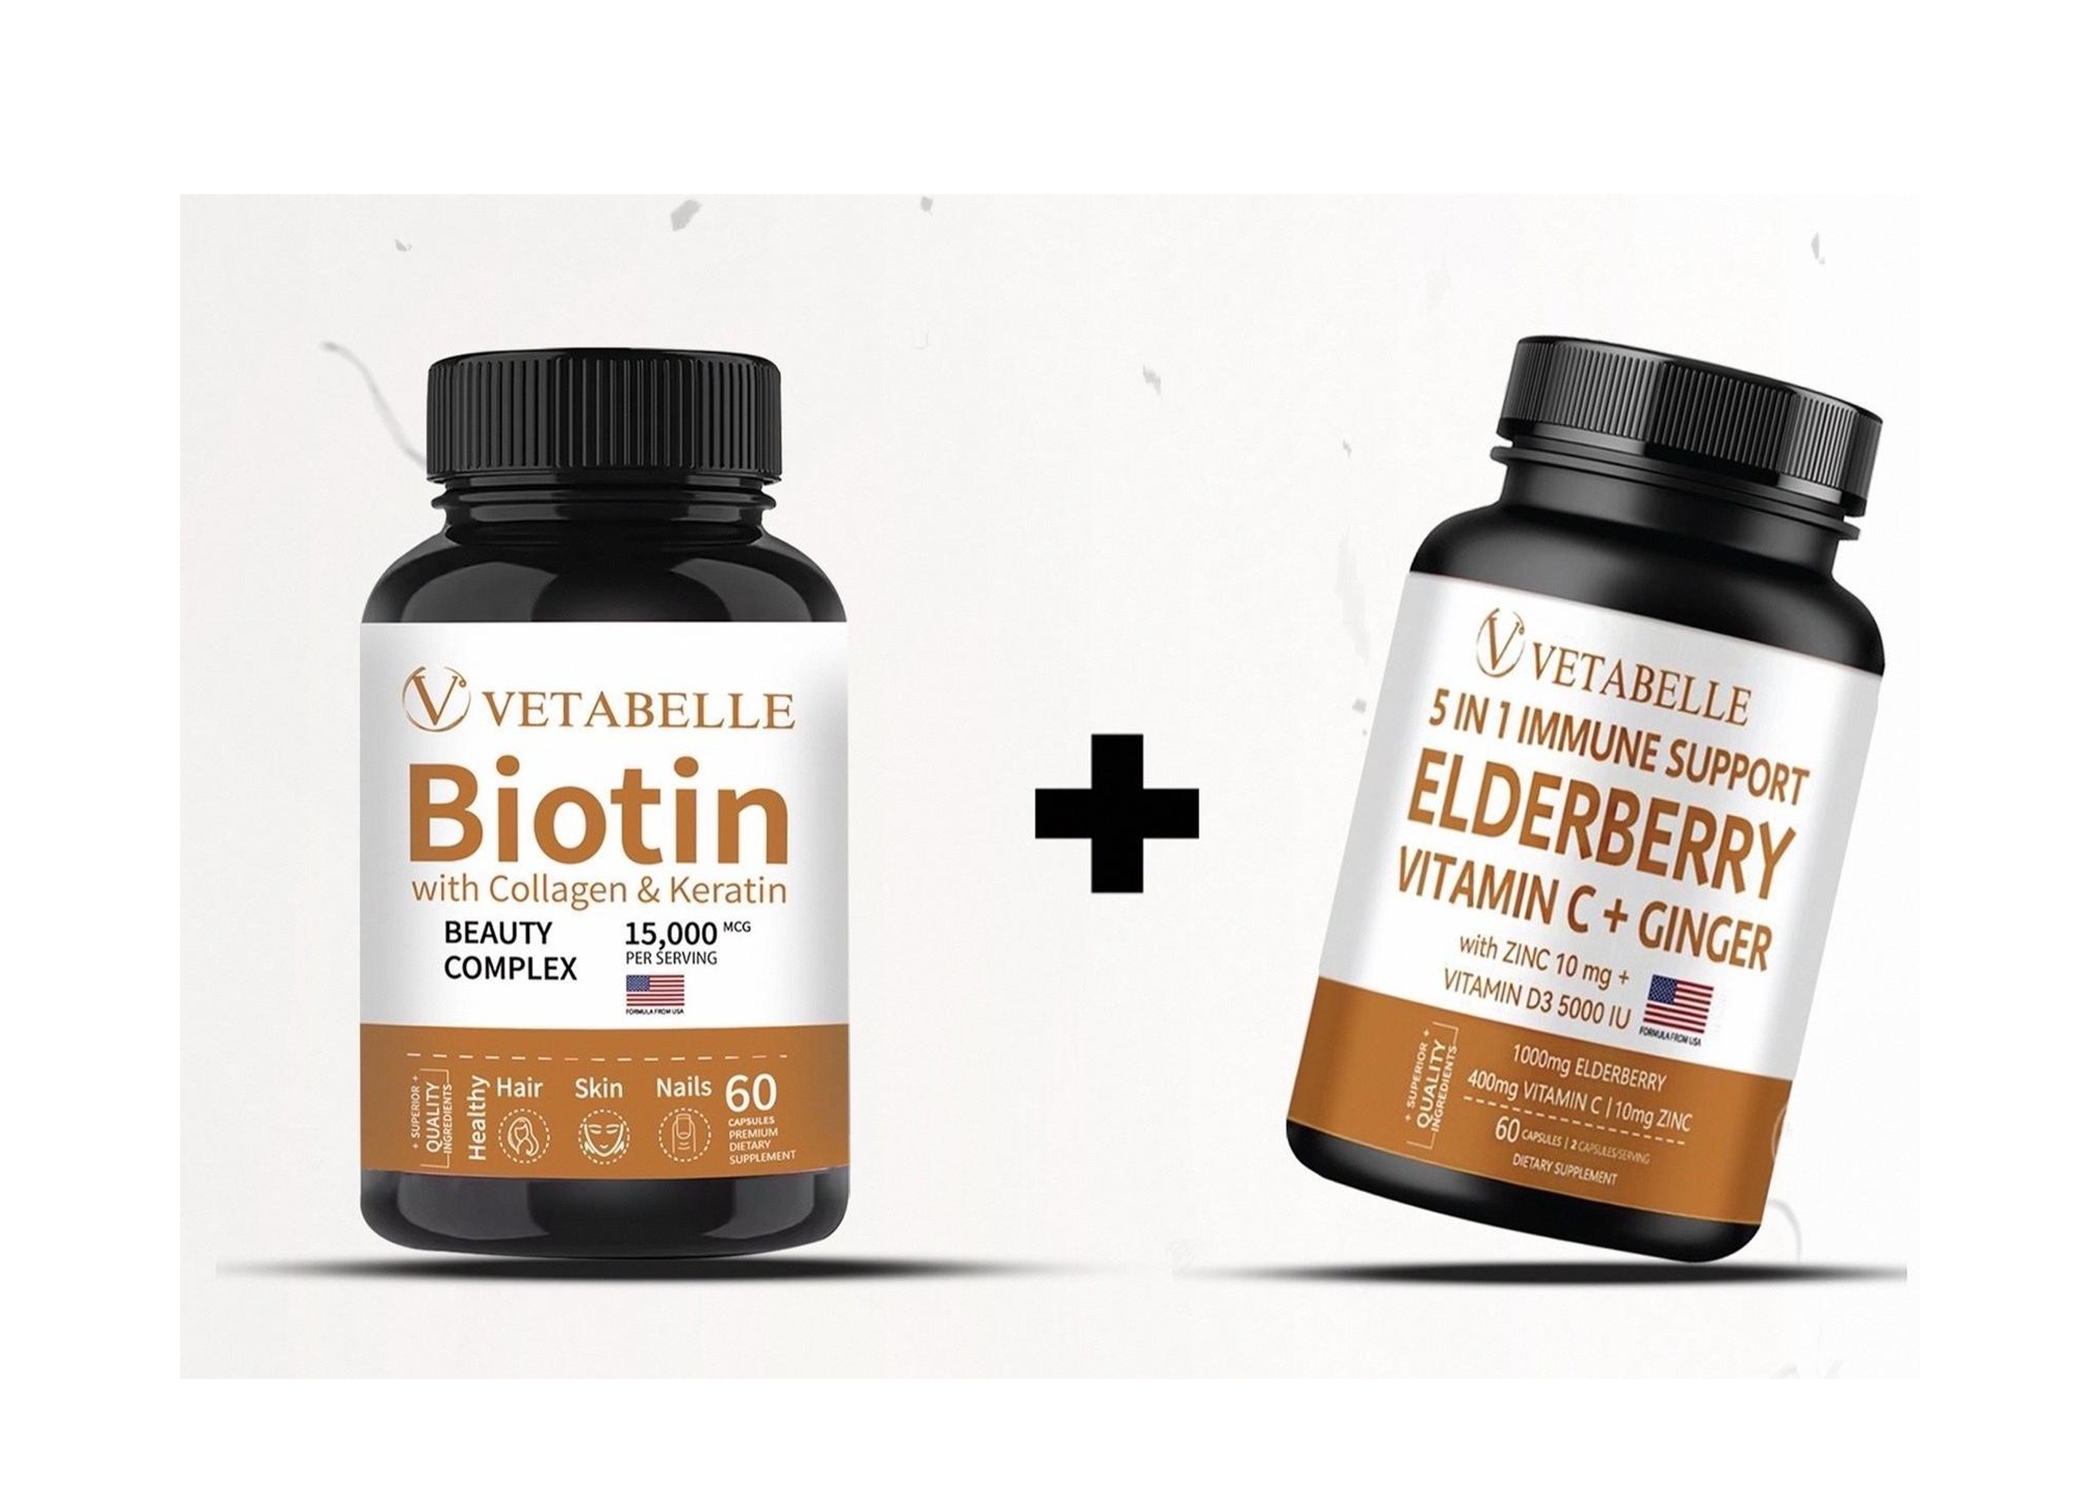 VETABELLE
Biotin
with Collagen & Keratin
BEAUTY
COMPLEX
15,000 MCG
PER SERVING
FORMULA FROM USA
+ SUPERIOR +
QUALITY
INGREDIENTS
Healthy
Hair
Skin
Nails
60
CAPSULES
PREMIUM
DIETARY
SUPPLEMENT
VETABELLE
5 IN 1 IMMUNE SUPPORT
ELDERBERRY
VITAMIN C + GINGER
with ZINC 10 mg +
VITAMIN D3 5000 IU
FORMULA FROM USA
+ SUPERIOR +
QUALITY
INGREDIENTS
1000mg ELDERBERRY
400mg VITAMIN C | 10mg ZINC
60 CAPSULES | 2 CAPSULES/SERVING
DIETARY SUPPLEMENT